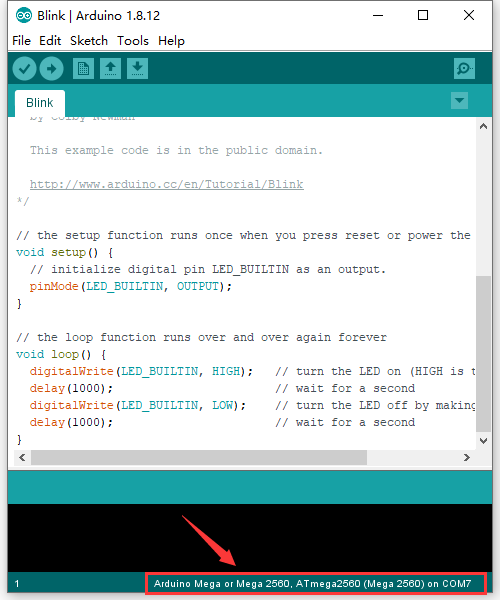 Blink | Arduino 1.8.12
File Edit Sketch Tools Help
Blink
by Colby Newman
This example code is in the public domain.
http://www.arduino.cc/en/Tutorial/Blink
*/
// the setup function runs once when you press reset or power the
void setup() {
// initialize digital pin LED_BUILTIN as an output.
pinMode(LED_BUILTIN, OUTPUT);
}
// the loop function runs over and over again forever
void loop() {
digitalWrite(LED_BUILTIN, HIGH); // turn the LED on (HIGH is t
delay(1000); // wait for a second
digitalWrite(LED_BUILTIN, LOW); // turn the LED off by making
delay(1000); // wait for a second
}
1 Arduino Mega or Mega 2560, ATmega2560 (Mega 2560) on COM7